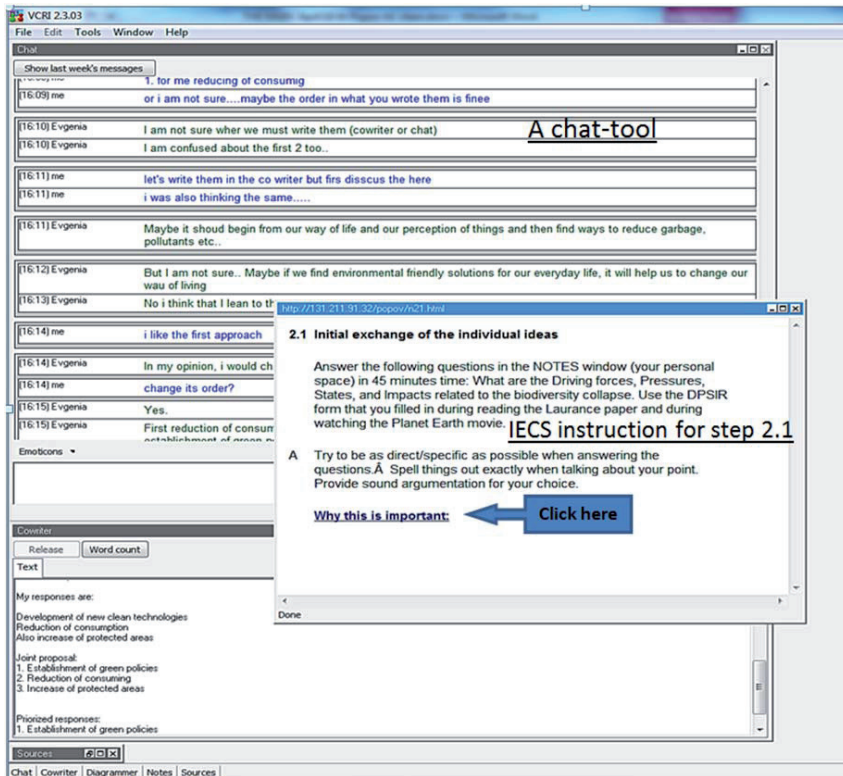 VCRI 2.3.03
File Edit Tools Window Help
Chat
Show last week's messages
me
1. for me reducing of consumig
[16:09] me
or i am not sure....maybe the order in what you wrote them is finee
A chat-tool
[16:10] Evgenia
I am not sure wher we must write them (cowriter or chat)
[16:10] Evgenia
I am confused about the first 2 too..
[16:11] me
let's write them in the co writer but firs disscus the here
[16:11] me
i was also thinking the same.....
[16:11] Evgenia
Maybe it shoud begin from our way of life and our perception of things and then find ways to reduce garbage,
pollutants etc..
[16:12] Evgenia
But I am not sure.. Maybe if we find environmental friendly solutions for our everyday life, it will help us to change our
wau of living
[16:13] Evgenia
No i think that I lean to th
[16:14] me
i like the first approach
[16:14] Evgenia
In my opinion, i would ch
[16:14] me
change its order?
[16:15] Evgenia
Yes.
[16:15] Evgenia
First reduction of consum
establishment of green
Emoticons
http://131.211.91.32/popov/n21.html
2.1 Initial exchange of the individual ideas
Answer the following questions in the NOTES window (your personal
space) in 45 minutes time: What are the Driving forces, Pressures,
States, and Impacts related to the biodiversity collapse. Use the DPSIR
form that you filled in during reading the Laurance paper and during
watching the Planet Earth movie.
IECS instruction for step 2.1
A Try to be as direct/specific as possible when answering the
questions.Â Spell things out exactly when talking about your point.
Provide sound argumentation for your choice.
Why this is important:
Click here
Done
Cowriter
Release Word count
Text
My responses are:
Development of new clean technologies
Reduction of consumption
Also increase of protected areas
Joint proposal:
1. Establishment of green policies
2. Reduction of consuming
3. Increase of protected areas
Priorized responses:
1. Establishment of green policies
Sources
Chat Cowriter Diagrammer Notes Sources